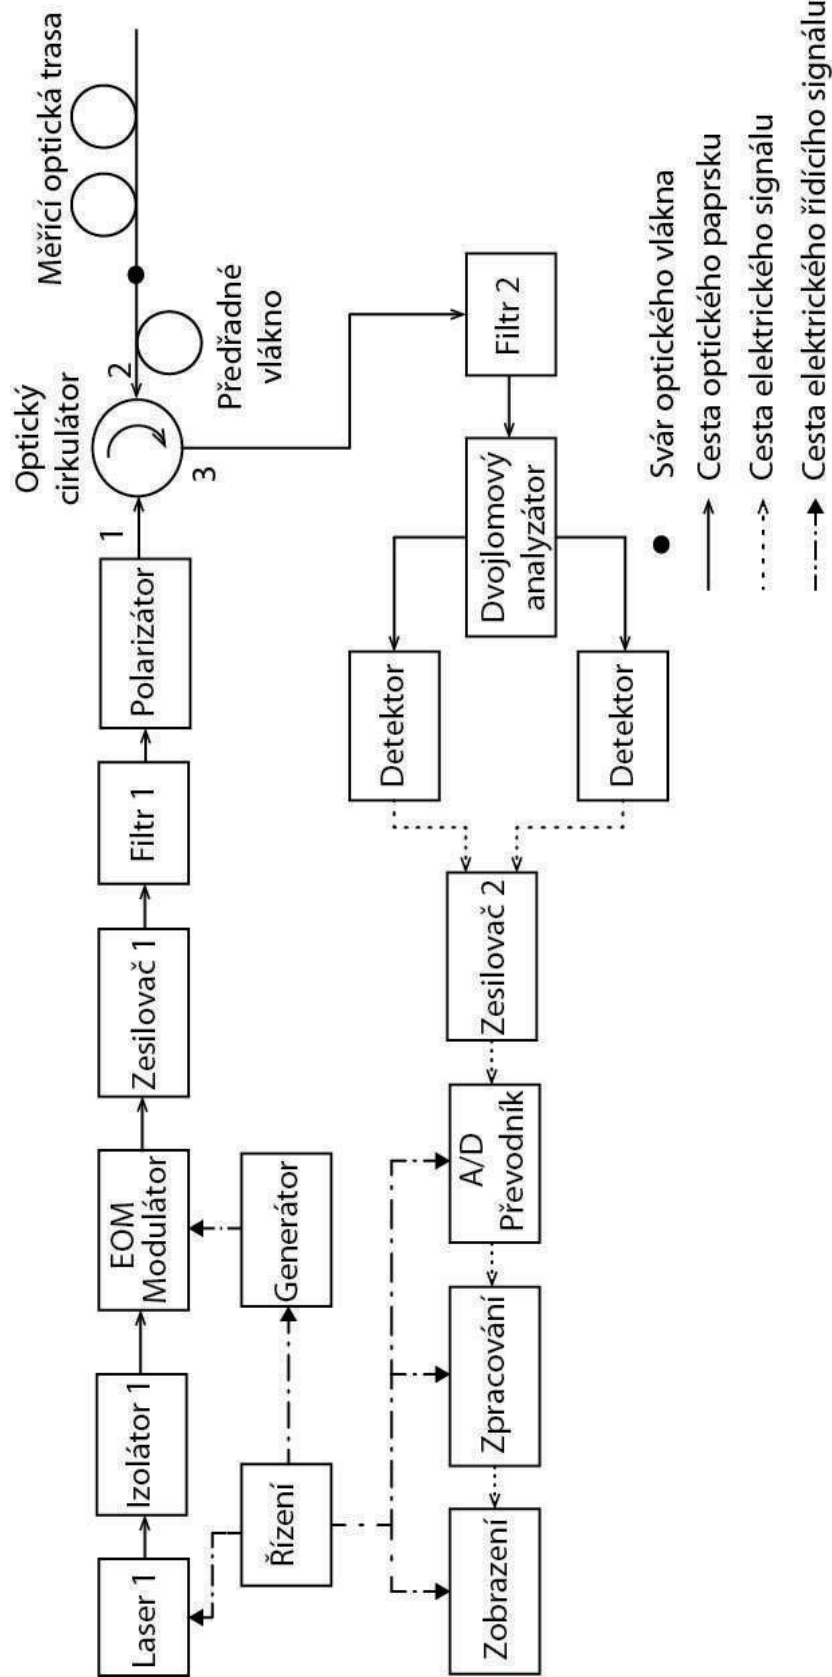 Laser 1
Izolátor 1
EOM
Modulátor
Zesilovač 1
Filtr 1
Polarizátor
1
Optický
cirkulátor
2
3
Předřadné
vlákno
Měřící optická trasa
Řízení
Generátor
Filtr 2
Dvojlomový
analyzátor
Detektor
Detektor
Zesilovač 2
A/D
Převodník
Zpracování
Zobrazení
Svár optického vlákna
Cesta optického paprsku
Cesta elektrického signálu
Cesta elektrického řídícího signálu